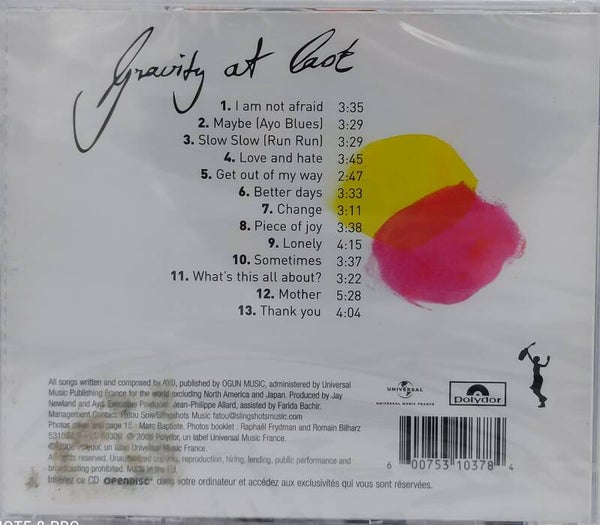 Gravity at last
1. I am not afraid 3:35
2. Maybe (Ayo Blues) 3:29
3. Slow Slow (Run Run) 3:29
4. Love and hate 3:45
5. Get out of my way 2:47
6. Better days 3:33
7. Change 3:11
8. Piece of joy 3:38
9. Lonely 4:15
10. Sometimes 3:37
11. What's this all about? 3:22
12. Mother 5:28
13. Thank you 4:04
All songs written and composed by AYO, published by OGUN MUSIC, administered by Universal
Music Publishing France for the world excluding North America and Japan. Produced by Jay
Newland and Ayo. Executive Producer: Jean-Philippe Allard, assisted by Farida Bachir.
Management Contact: Fatou Sow/Slingshots Music fatou@slingshotsmusic.com
Photos and page 15 : Marc Baptiste. Photos booklet : Raphaël Frydman and Romain Bilharz
2008 Polydor, un label Universal Music France.
© 2008 Polydor, un label Universal Music France.
All rights reserved. Unauthorized copying, reproduction, hiring, lending, public performance and
broadcasting prohibited. Made in the EU.
Insérez ce CD OPENDISC dans votre ordinateur et accédez aux exclusivités qui vous sont réservées.
UNIVERSAL
UNIVERSAL MUSIC FRANCE
Polydor
6 00753 10378 4